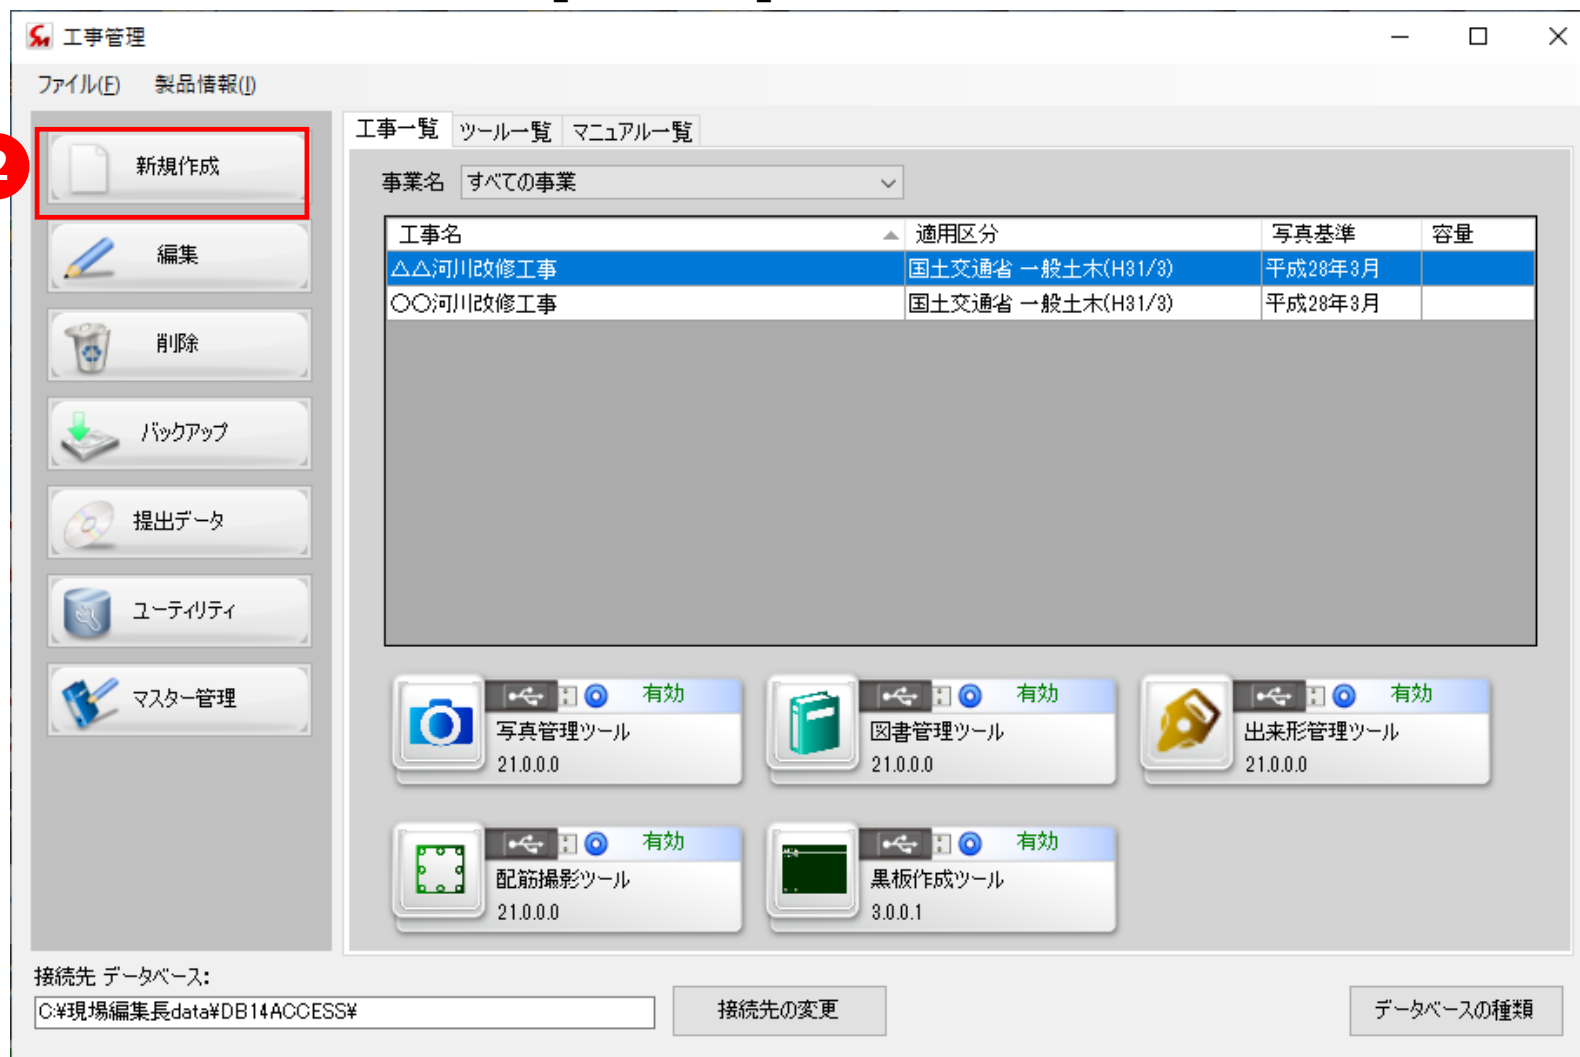 工事管理
ファイル(F) 製品情報(I)
2
新規作成
編集
削除
バックアップ
提出データ
ユーティリティ
マスター管理
工事一覧 ツール一覧 マニュアル一覧
事業名 すべての事業
工事名 適用区分 写真基準 容量
△△河川改修工事 国土交通省 一般土木(H31/3) 平成28年3月
〇〇河川改修工事 国土交通省 一般土木(H31/3) 平成28年3月
有効
写真管理ツール
21.0.0.0
有効
図書管理ツール
21.0.0.0
有効
出来形管理ツール
21.0.0.0
有効
配筋撮影ツール
21.0.0.0
有効
黒板作成ツール
3.0.0.1
接続先 データベース:
C:¥現場編集長data¥DB14ACCESS¥
接続先の変更
データベースの種類